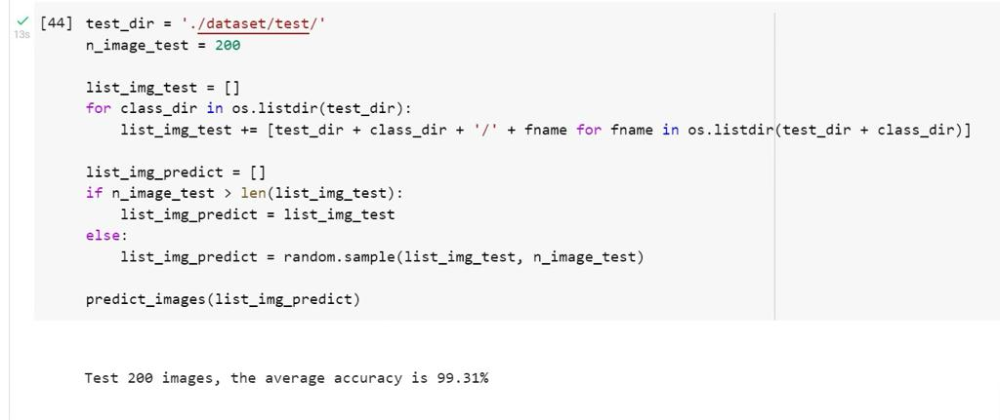 [44] test_dir = './dataset/test/'
13s
n_image_test = 200
list_img_test = []
for class_dir in os.listdir(test_dir):
    list_img_test += [test_dir + class_dir + '/' + fname for fname in os.listdir(test_dir + class_dir)]
list_img_predict = []
if n_image_test > len(list_img_test):
    list_img_predict = list_img_test
else:
    list_img_predict = random.sample(list_img_test, n_image_test)
predict_images(list_img_predict)
Test 200 images, the average accuracy is 99.31%